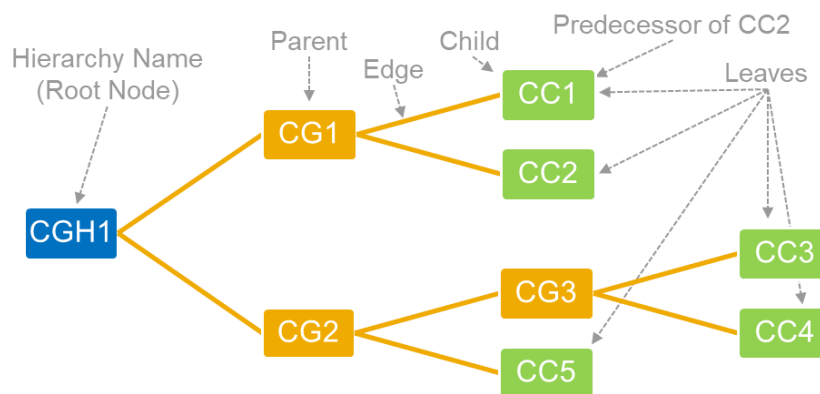 Hierarchy Name
(Root Node)
Parent
Edge
Child
Predecessor of CC2
Leaves
CG1
CC1
CC2
CGH1
CG2
CG3
CC3
CC4
CC5